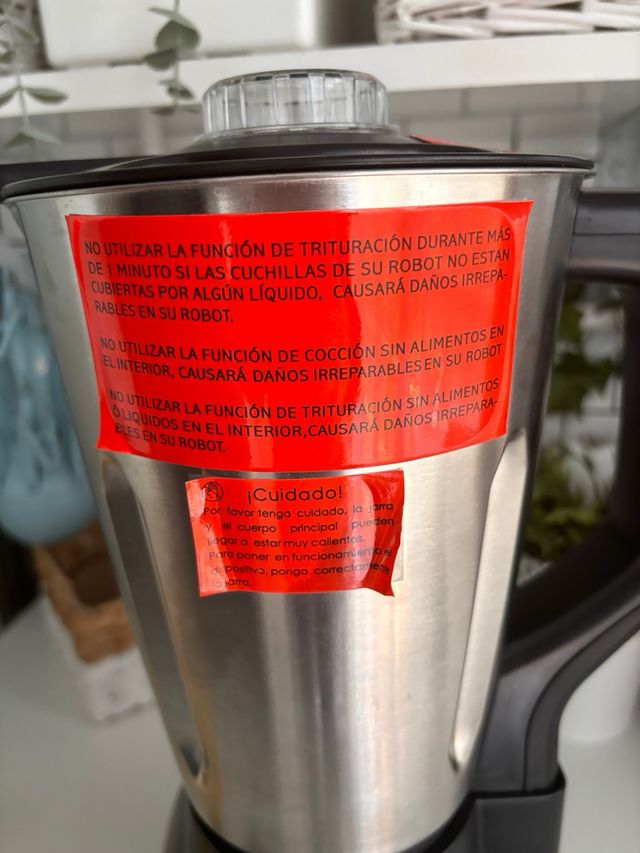 NO UTILIZAR LA FUNCIÓN DE TRITURACIÓN DURANTE MÁS
DE 1 MINUTO SI LAS CUCHILLAS DE SU ROBOT NO ESTAN
CUBIERTAS POR ALGÚN LÍQUIDO, CAUSARÁ DAÑOS IRREPA-
RABLES EN SU ROBOT.
NO UTILIZAR LA FUNCIÓN DE COCCIÓN SIN ALIMENTOS EN
EL INTERIOR, CAUSARÁ DAÑOS IRREPARABLES EN SU ROBOT
NO UTILIZAR LA FUNCIÓN DE TRITURACIÓN SIN ALIMENTOS
Ó LIQUIDOS EN EL INTERIOR,CAUSARÁ DAÑOS IRREPARA-
BLES EN SU ROBOT.
¡Cuidado!
Por favor tenga cuidado, la jarra
y el cuerpo principal pueden
llegar a estar muy calientes.
Para poner en funcionamiento el
dispositivo, ponga correctamente
la jarra.